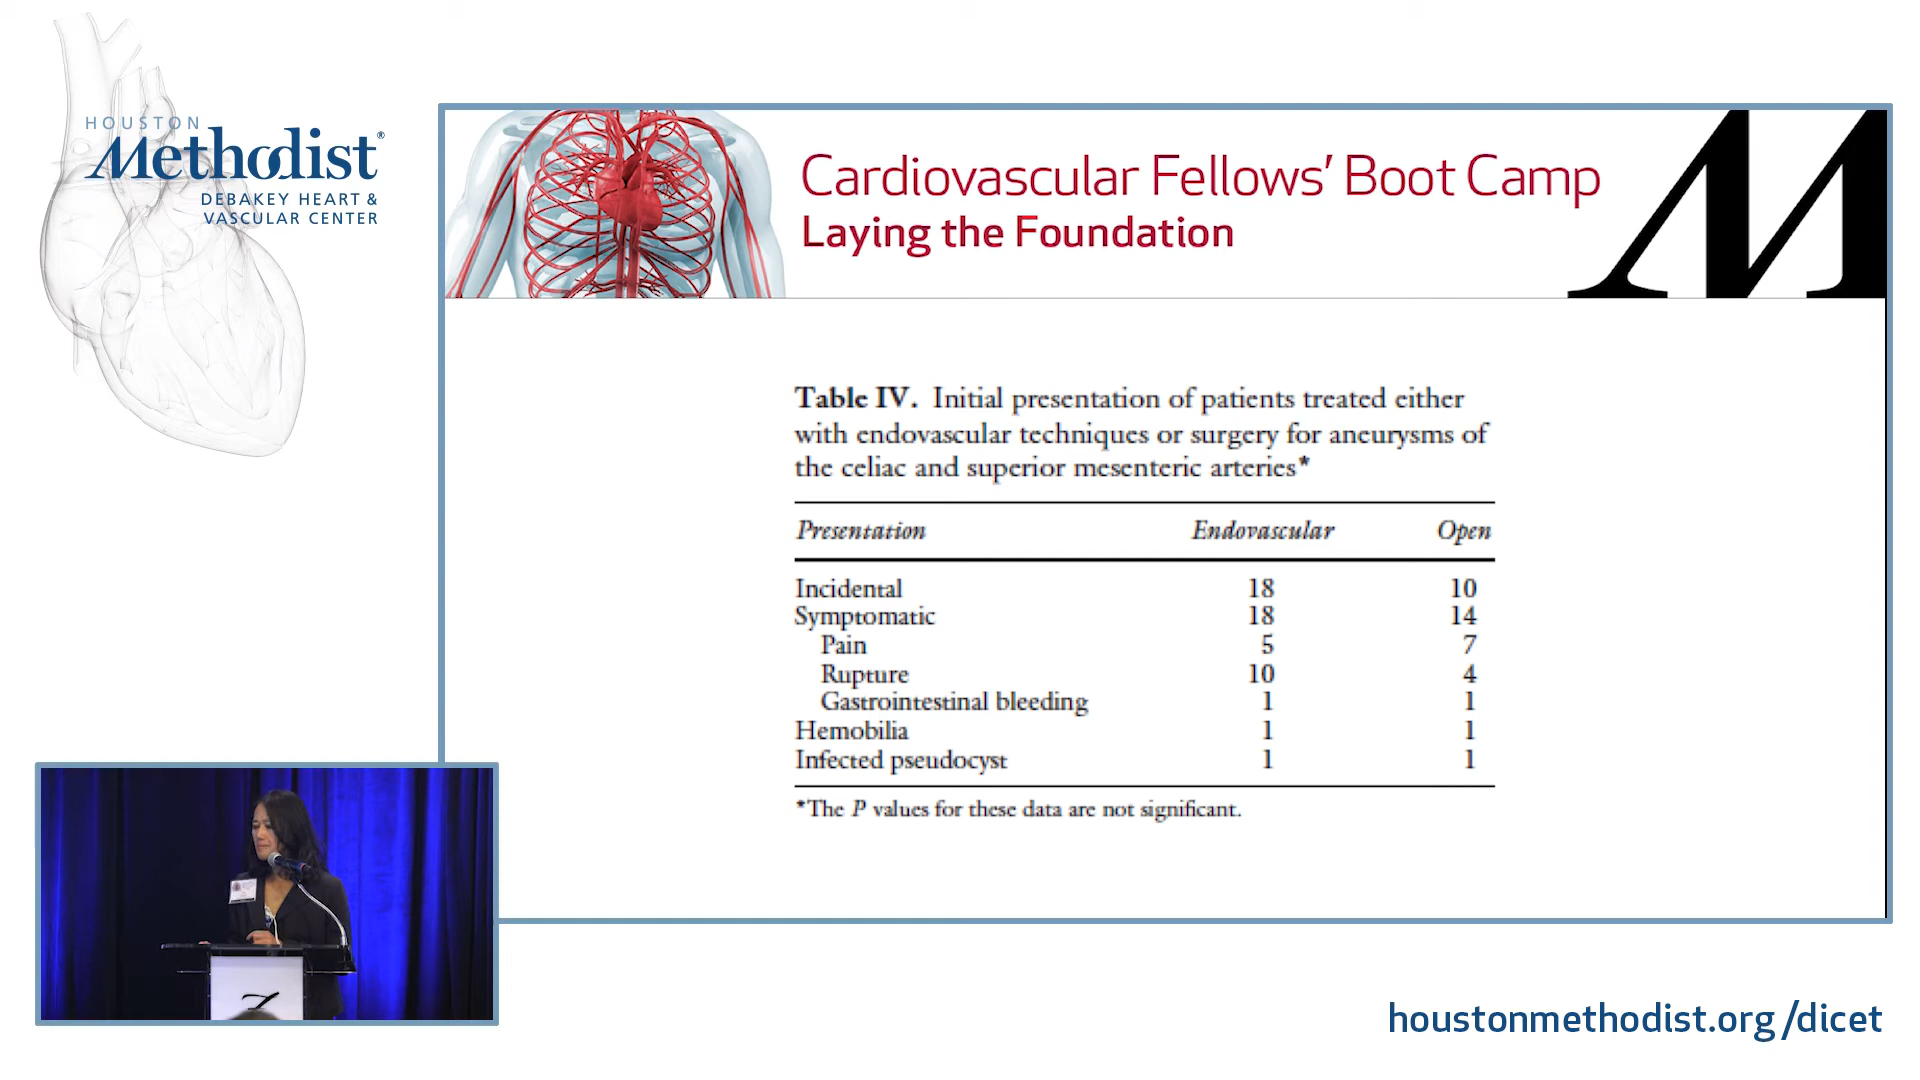 HOUSTON
Methodist®
DEBAKEY HEART &
VASCULAR CENTER
Cardiovascular Fellows' Boot Camp
Laying the Foundation
Table IV. Initial presentation of patients treated either
with endovascular techniques or surgery for aneurysms of
the celiac and superior mesenteric arteries*
Presentation Endovascular Open
Incidental 18 10
Symptomatic 18 14
Pain 5 7
Rupture 10 4
Gastrointestinal bleeding 1 1
Hemobilia 1 1
Infected pseudocyst 1 1
*The P values for these data are not significant.
houstonmethodist.org/dicet